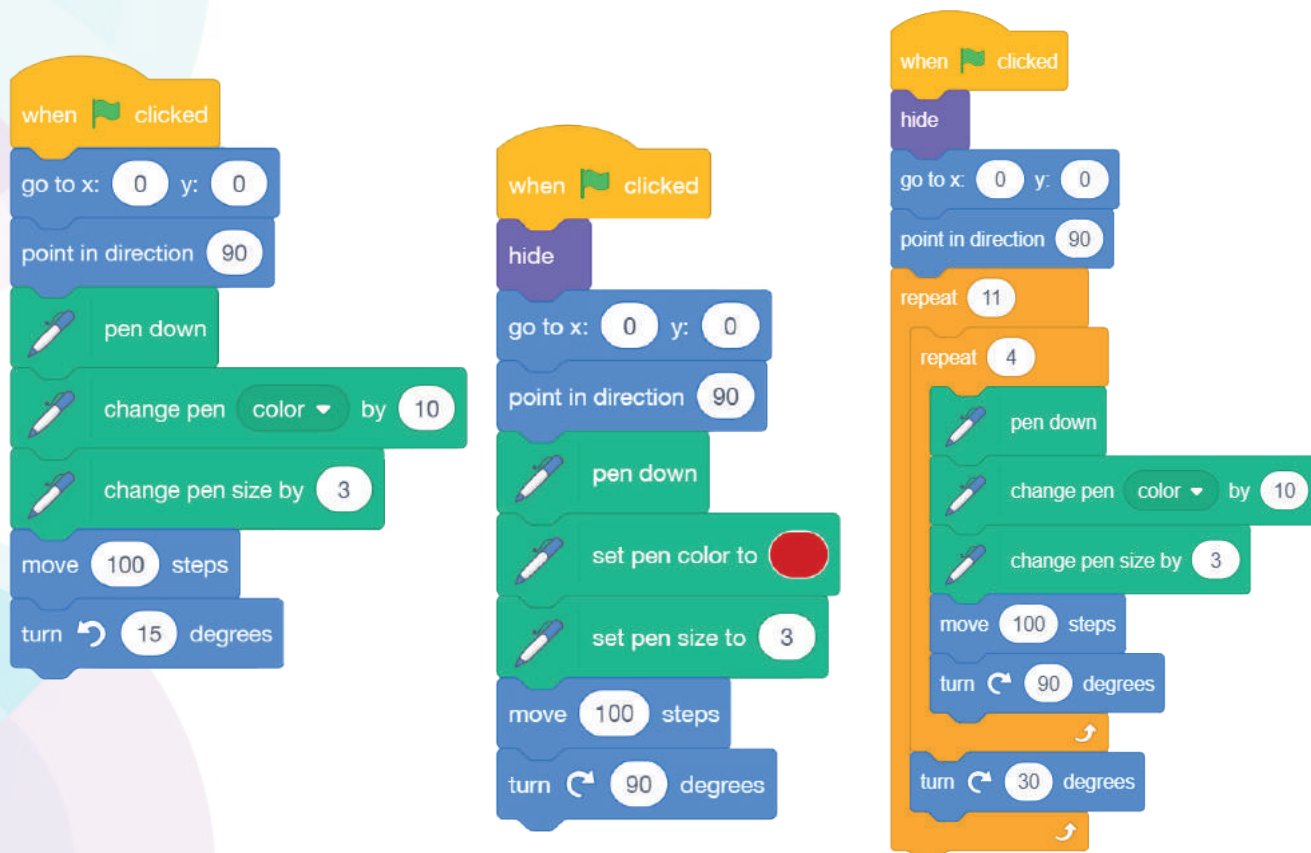 when clicked
go to x: 0 y: 0
point in direction 90
pen down
change pen color by 10
change pen size by 3
move 100 steps
turn 15 degrees
when clicked
hide
go to x: 0 y: 0
point in direction 90
pen down
set pen color to
set pen size to 3
move 100 steps
turn 90 degrees
when clicked
hide
go to x: 0 y: 0
point in direction 90
repeat 11
repeat 4
pen down
change pen color by 10
change pen size by 3
move 100 steps
turn 90 degrees
turn 30 degrees